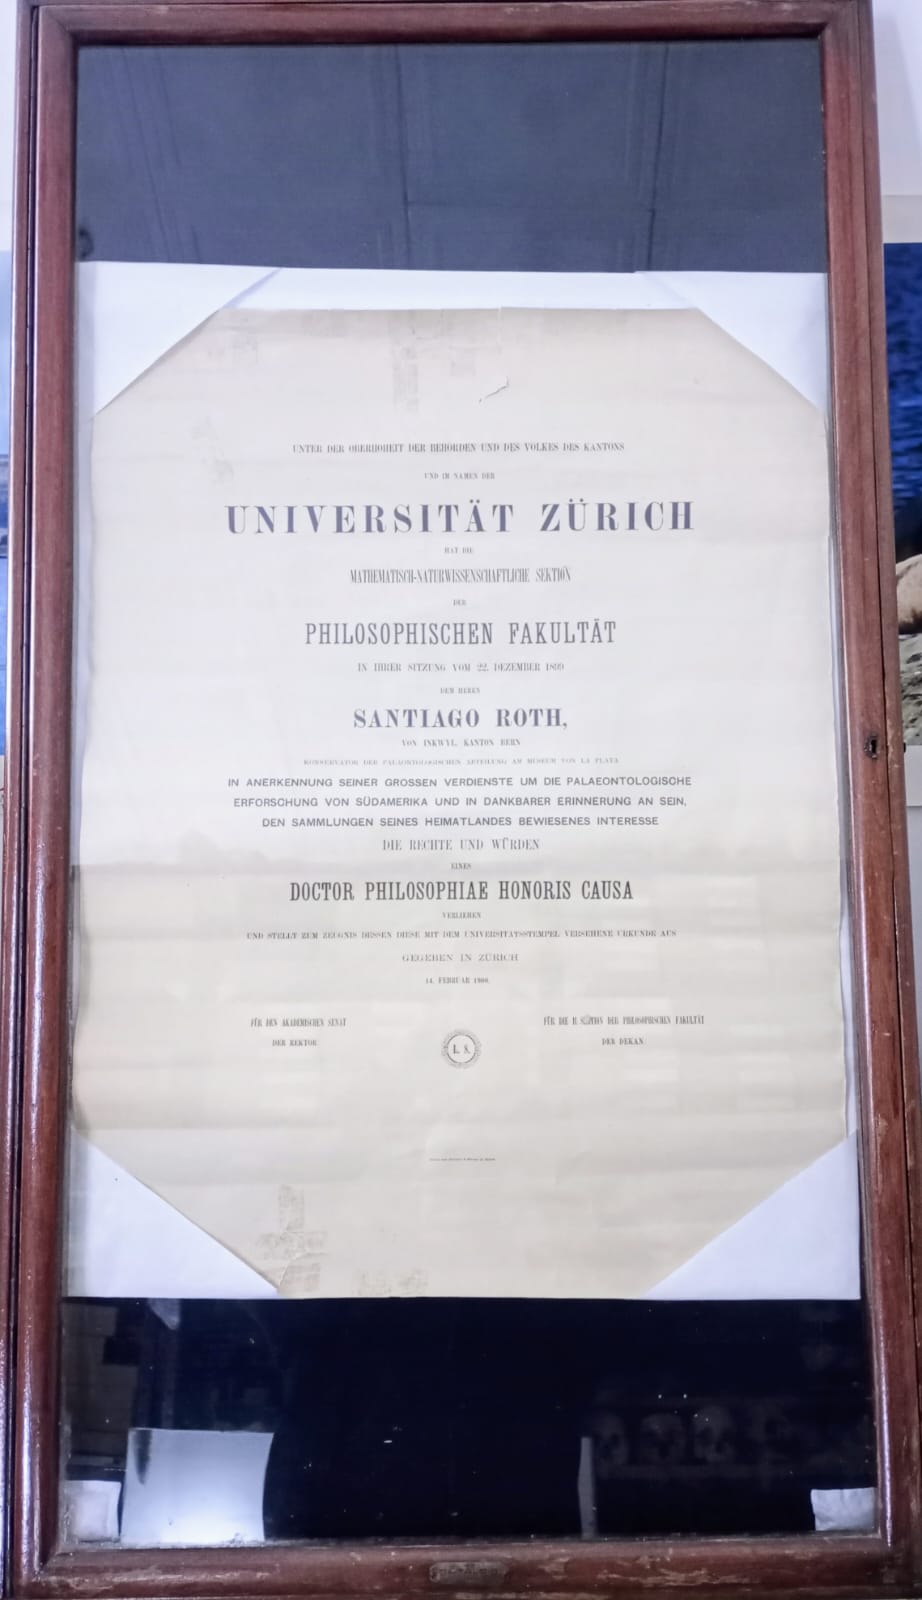 UNTER DER OBERHOHEIT DER BEHÖRDEN UND DES VOLKES DES KANTONS
UND IM NAMEN DER
UNIVERSITÄT ZÜRICH
HAT DIE
MATHEMATISCH-NATURWISSENSCHAFTLICHE SEKTION
DER
PHILOSOPHISCHEN FAKULTÄT
IN IHRER SITZUNG VOM 22. DEZEMBER 1899
DEM HERRN
SANTIAGO ROTH,
VON INKWYL, KANTON BERN
KONSERVATOR DER PALÄONTOLOGISCHEN ABTEILUNG AM MUSEUM VON LA PLATA
IN ANERKENNUNG SEINER GROSSEN VERDIENSTE UM DIE PALAEONTOLOGISCHE
ERFORSCHUNG VON SÜDAMERIKA UND IN DANKBARER ERINNERUNG AN SEIN,
DEN SAMMLUNGEN SEINES HEIMATLANDES BEWIESENES INTERESSE
DIE RECHTE UND WÜRDEN
EINES
DOCTOR PHILOSOPHIAE HONORIS CAUSA
VERLIEHEN
UND STELLT ZUM ZEUGNIS DESSEN DIESE MIT DEM UNIVERSITÄTSSTEMPEL VERSEHENE URKUNDE AUS
GEGEBEN IN ZÜRICH
14. FEBRUAR 1900.
FÜR DEN AKADEMISCHEN SENAT
DER REKTOR:
FÜR DIE II. SEKTION DER PHILOSOPHISCHEN FAKULTÄT
DER DEKAN:
L. S.